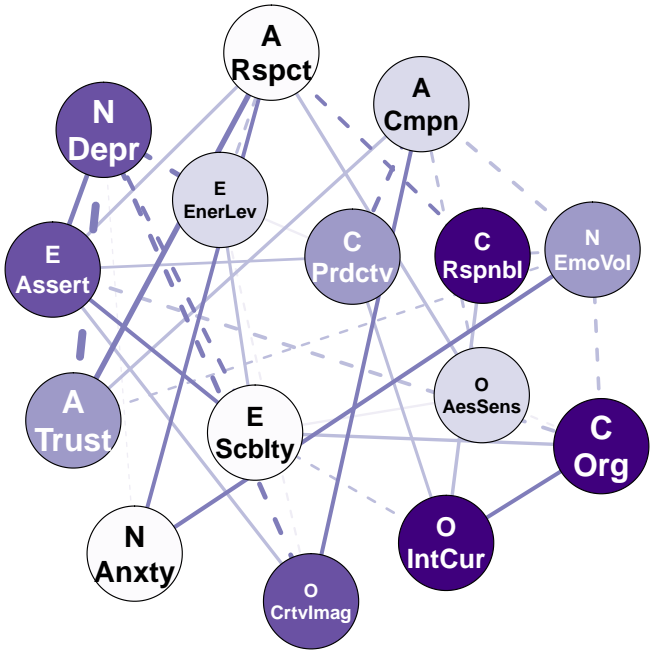 A
Rspct
A
Cmpn
N
Depr
E
EnerLev
C
Prdctv
C
Rspnbl
N
EmoVol
E
Assert
A
Trust
O
AesSens
E
Scblty
C
Org
N
Anxty
O
IntCur
O
CrtvImag